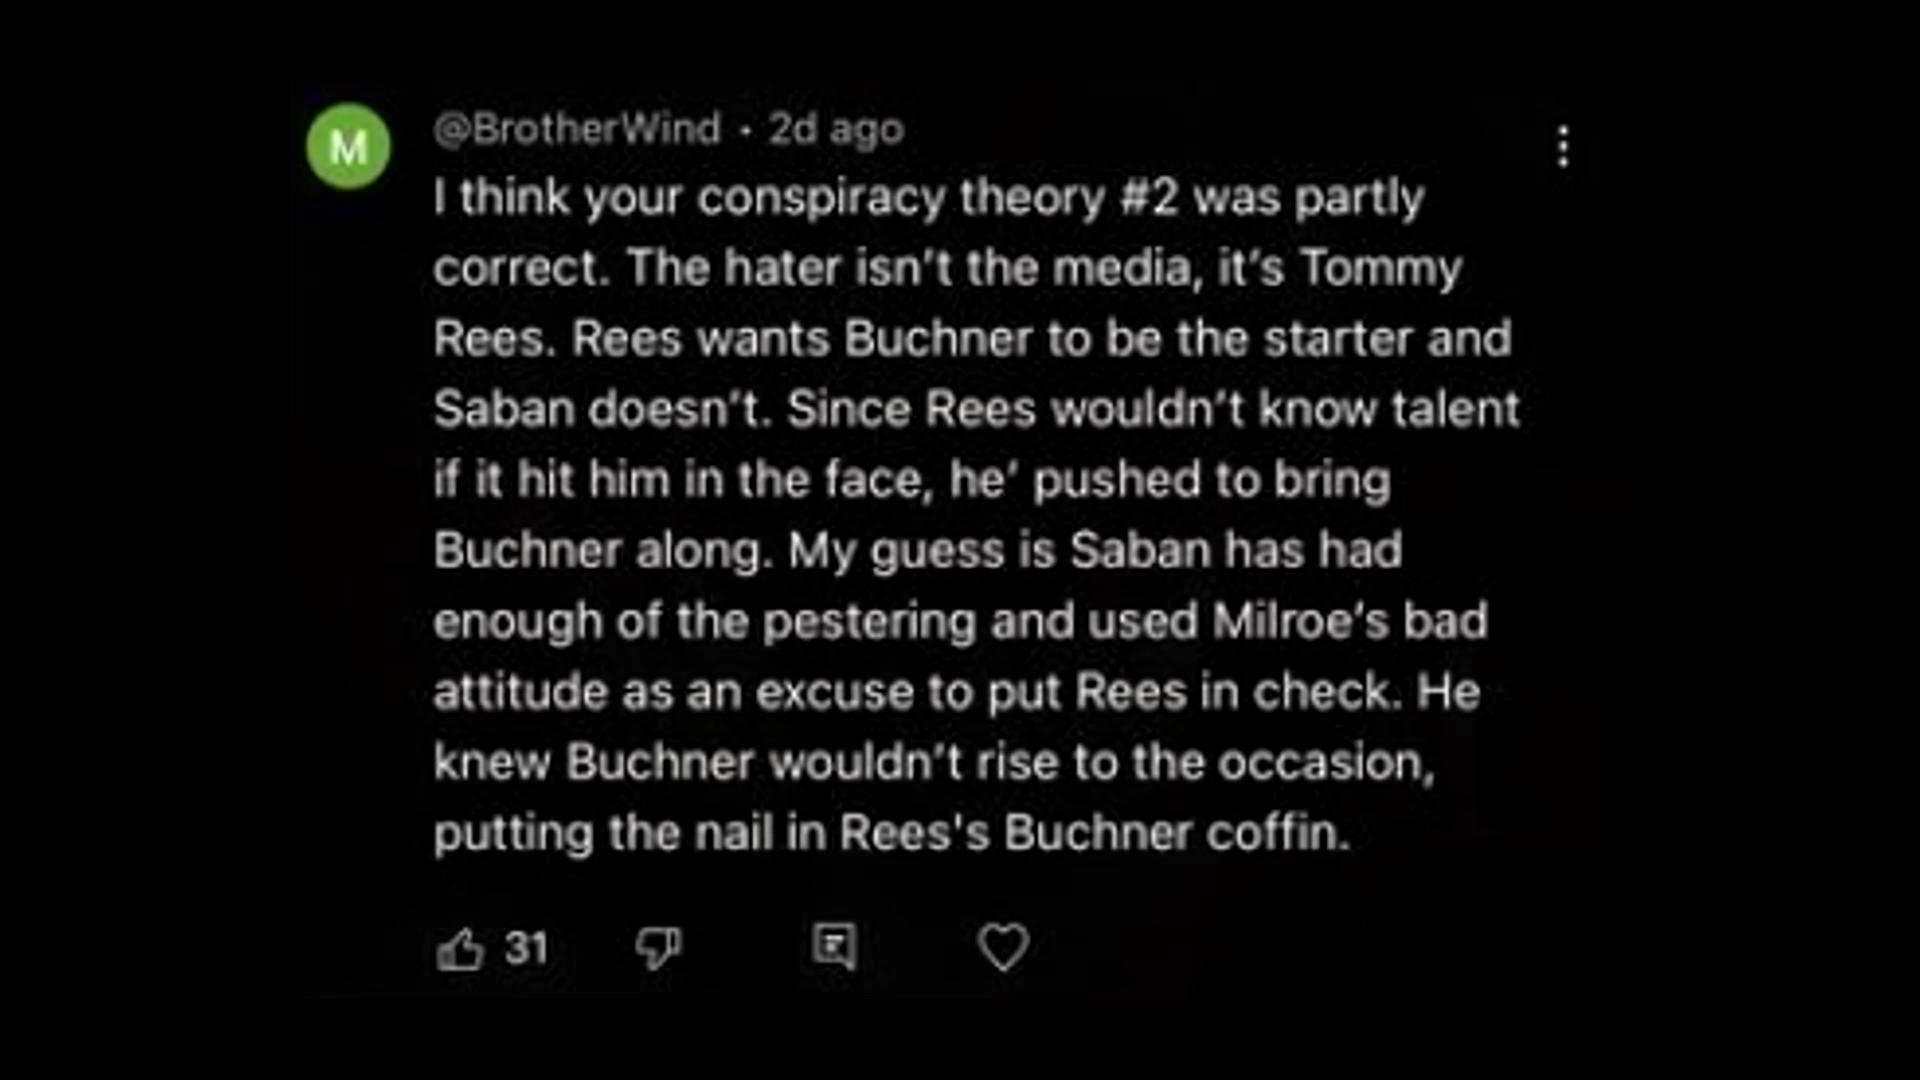 M
@BrotherWind · 2d ago
I think your conspiracy theory #2 was partly
correct. The hater isn’t the media, it’s Tommy
Rees. Rees wants Buchner to be the starter and
Saban doesn’t. Since Rees wouldn’t know talent
if it hit him in the face, he’ pushed to bring
Buchner along. My guess is Saban has had
enough of the pestering and used Milroe’s bad
attitude as an excuse to put Rees in check. He
knew Buchner wouldn’t rise to the occasion,
putting the nail in Rees's Buchner coffin.
31